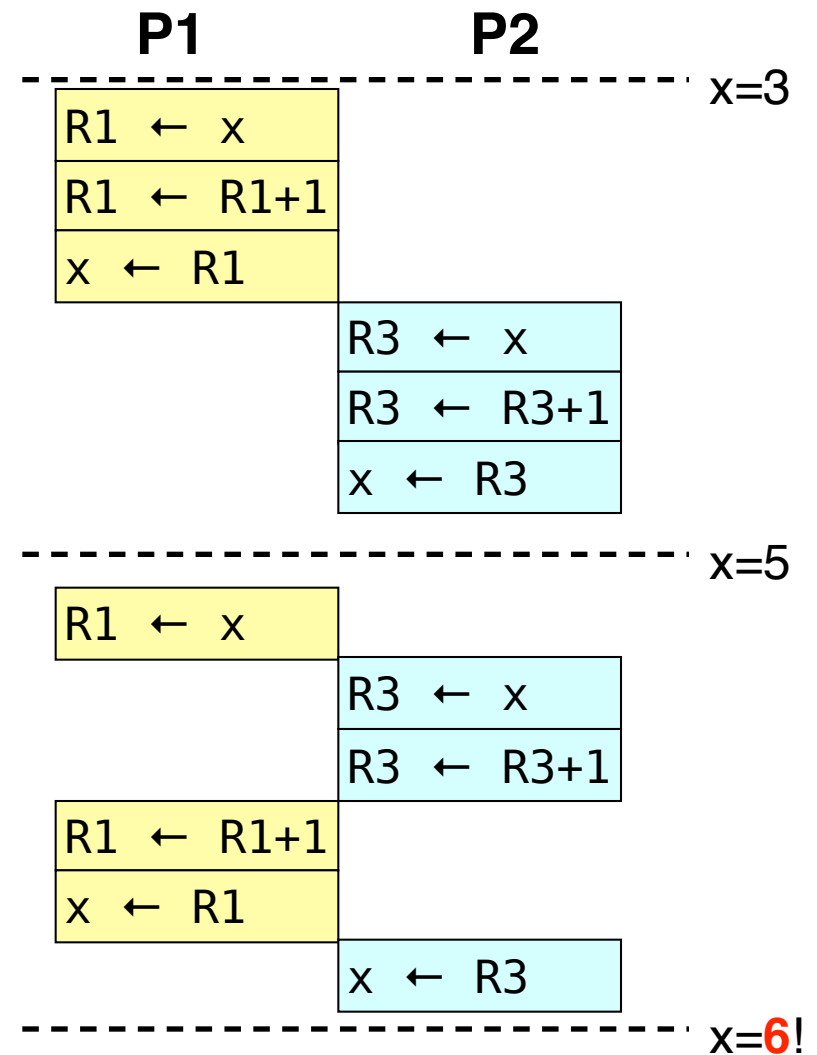 P1 P2
x=3
R1 ← x
R1 ← R1+1
x ← R1
R3 ← x
R3 ← R3+1
x ← R3
x=5
R1 ← x
R3 ← x
R3 ← R3+1
R1 ← R1+1
x ← R1
x ← R3
x=6!